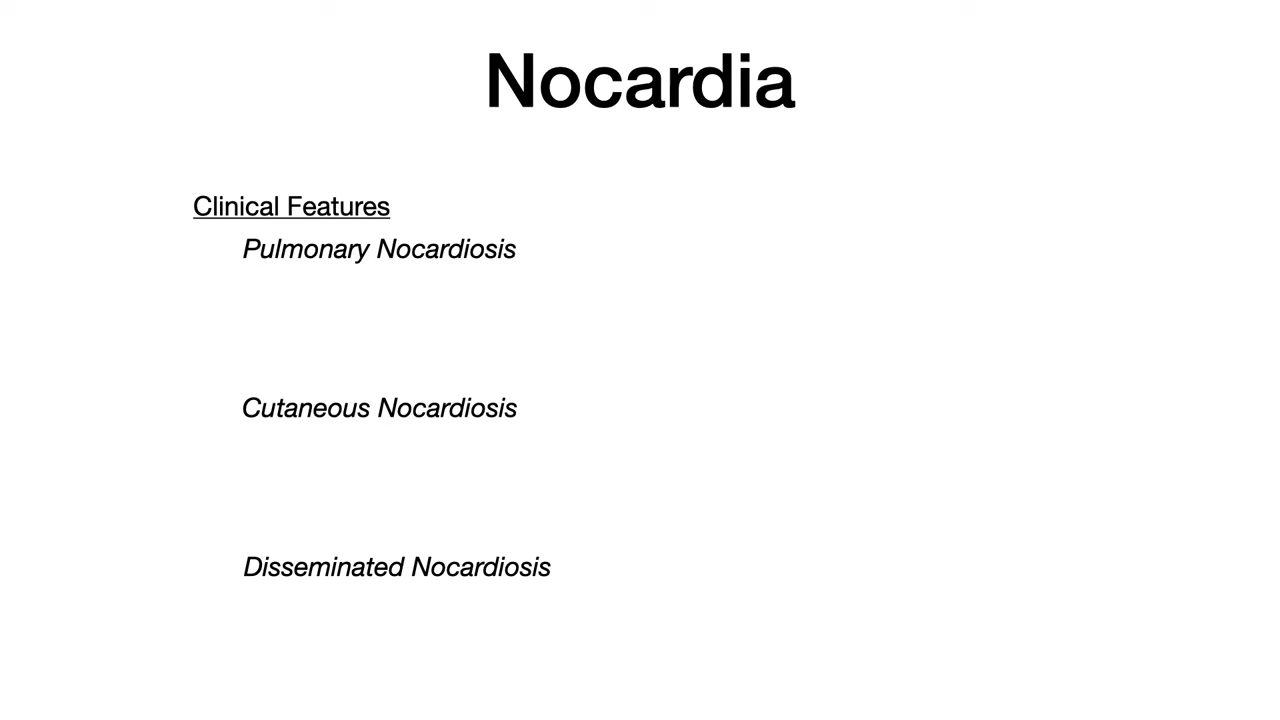 Nocardia
Clinical Features
Pulmonary Nocardiosis
Cutaneous Nocardiosis
Disseminated Nocardiosis